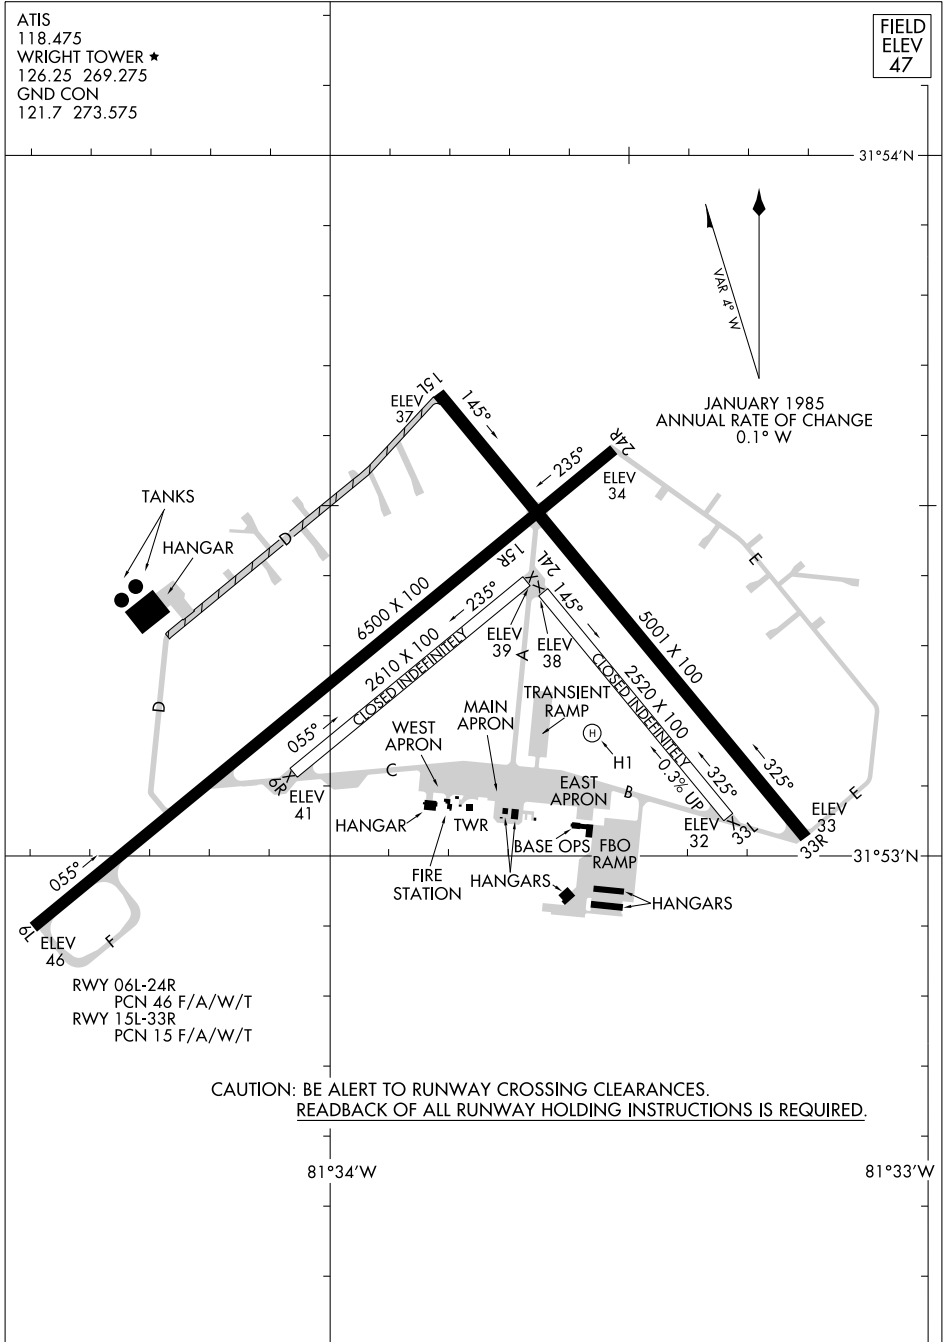 ATIS
118.475
WRIGHT TOWER ★
126.25 269.275
GND CON
121.7 273.575
FIELD
ELEV
47
31°54'N
VAR 4° W
JANUARY 1985
ANNUAL RATE OF CHANGE
0.1° W
15L
ELEV
37
145°
24R
235°
ELEV
34
TANKS
HANGAR
D
E
15R
24L
6500 X 100
235°
145°
5001 X 100
ELEV
39
ELEV
38
A
2610 X 100
CLOSED INDEFINITELY
2520 X 100
CLOSED INDEFINITELY
D
055°
TRANSIENT
RAMP
MAIN
APRON
WEST
APRON
H
H1
0.3% UP
325°
325°
C
6R
ELEV
41
EAST
APRON
B
E
HANGAR
TWR
BASE OPS
FBO
RAMP
ELEV
32
33L
ELEV
33
33R
31°53'N
055°
FIRE
STATION
HANGARS
HANGARS
6L
ELEV
46
F
RWY 06L-24R
PCN 46 F/A/W/T
RWY 15L-33R
PCN 15 F/A/W/T
CAUTION: BE ALERT TO RUNWAY CROSSING CLEARANCES.
READBACK OF ALL RUNWAY HOLDING INSTRUCTIONS IS REQUIRED.
81°34'W
81°33'W